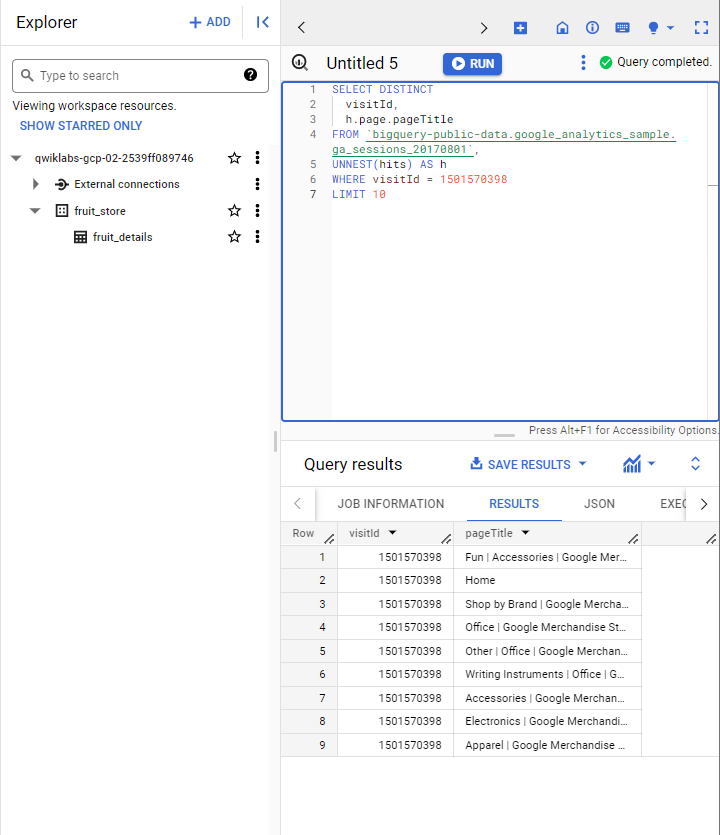 Explorer
+ ADD
Type to search
Viewing workspace resources.
SHOW STARRED ONLY
qwiklabs-gcp-02-2539ff089746
External connections
fruit_store
fruit_details
Untitled 5
RUN
Query completed.
1 SELECT DISTINCT
2 visitId,
3 h.page.pageTitle
4 FROM `bigquery-public-data.google_analytics_sample.
ga_sessions_20170801`,
5 UNNEST(hits) AS h
6 WHERE visitId = 1501570398
7 LIMIT 10
Press Alt+F1 for Accessibility Options.
Query results
SAVE RESULTS
JOB INFORMATION RESULTS JSON EXEC
Row visitId pageTitle
1 1501570398 Fun | Accessories | Google Mer...
2 1501570398 Home
3 1501570398 Shop by Brand | Google Mercha...
4 1501570398 Office | Google Merchandise St...
5 1501570398 Other | Office | Google Merchan...
6 1501570398 Writing Instruments | Office | G...
7 1501570398 Accessories | Google Merchan...
8 1501570398 Electronics | Google Merchandi...
9 1501570398 Apparel | Google Merchandise ...